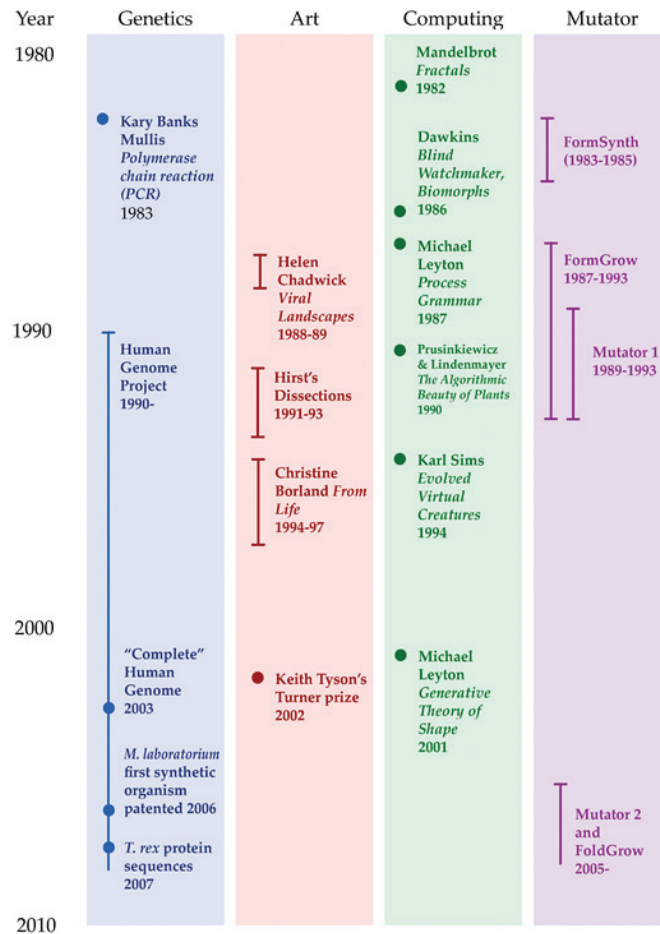 Year
Genetics
Art
Computing
Mutator
1980
1990
2000
2010
Kary Banks
Mullis
Polymerase
chain reaction
(PCR)
1983
Human
Genome
Project
1990-
“Complete”
Human
Genome
2003
M. laboratorium
first synthetic
organism
patented 2006
T. rex protein
sequences
2007
Helen
Chadwick
Viral
Landscapes
1988-89
Hirst’s
Dissections
1991-93
Christine
Borland From
Life
1994-97
Keith Tyson’s
Turner prize
2002
Mandelbrot
Fractals
1982
Dawkins
Blind
Watchmaker,
Biomorphs
1986
Michael
Leyton
Process
Grammar
1987
Prusinkiewicz
& Lindenmayer
The Algorithmic
Beauty of Plants
1990
Karl Sims
Evolved
Virtual
Creatures
1994
Michael
Leyton
Generative
Theory of
Shape
2001
FormSynth
(1983-1985)
FormGrow
1987-1993
Mutator 1
1989-1993
Mutator 2
and
FoldGrow
2005-